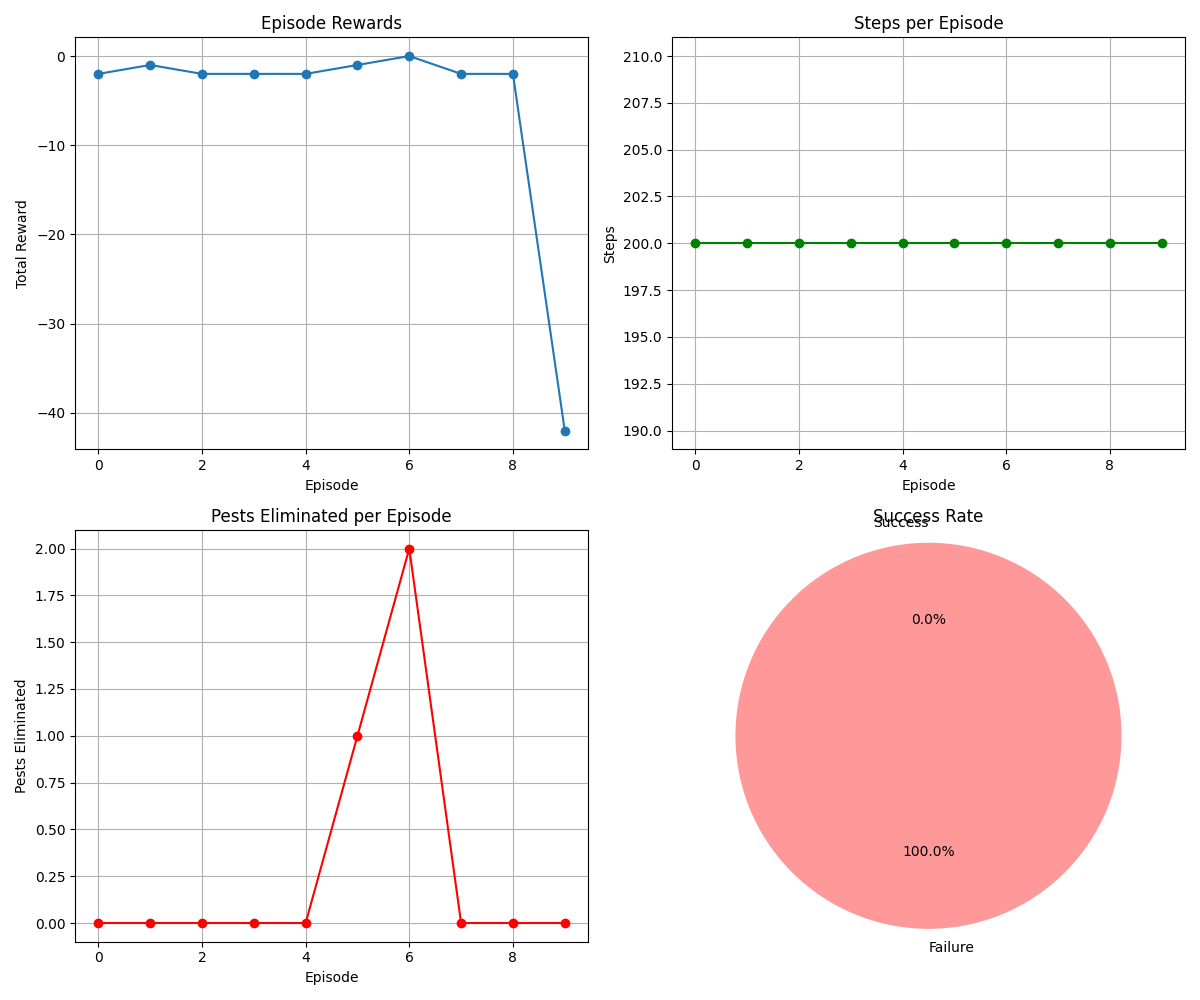 Episode Rewards
0
−10
−20
−30
−40
Total Reward
0 2 4 6 8
Episode
Steps per Episode
210.0
207.5
205.0
202.5
200.0
197.5
195.0
192.5
190.0
Steps
0 2 4 6 8
Episode
Pests Eliminated per Episode
2.00
1.75
1.50
1.25
1.00
0.75
0.50
0.25
0.00
Pests Eliminated
0 2 4 6 8
Episode
Success Rate
Success
0.0%
100.0%
Failure